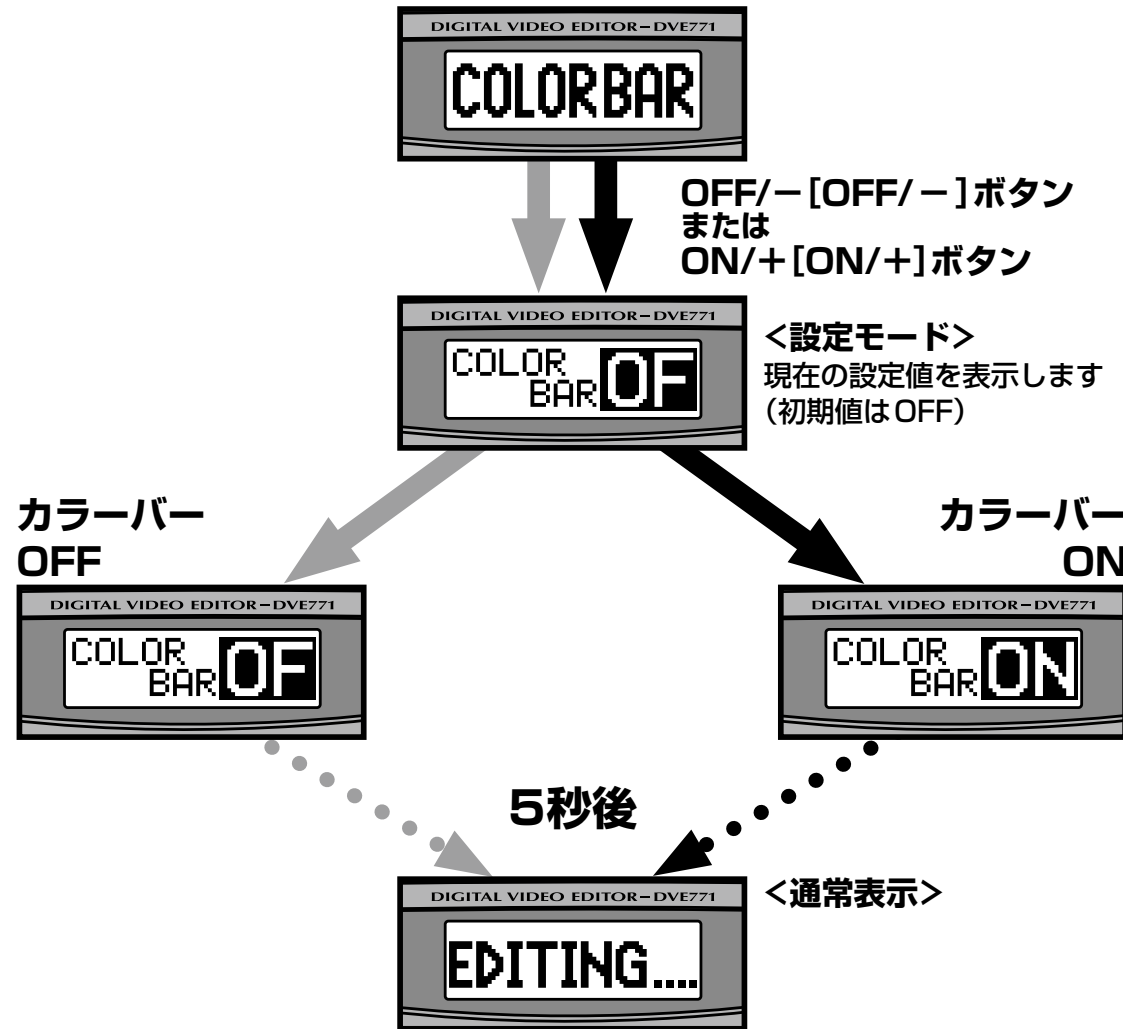 DIGITAL VIDEO EDITOR－DVE771
COLORBAR
OFF/－[OFF/－]ボタン
または
ON/＋[ON/+]ボタン
DIGITAL VIDEO EDITOR－DVE771
COLOR
BAR OF
＜設定モード＞
現在の設定値を表示します
（初期値はOFF）
カラーバー
OFF
カラーバー
ON
DIGITAL VIDEO EDITOR－DVE771
COLOR
BAR OF
DIGITAL VIDEO EDITOR－DVE771
COLOR
BAR ON
5秒後
DIGITAL VIDEO EDITOR－DVE771
EDITING....
＜通常表示＞